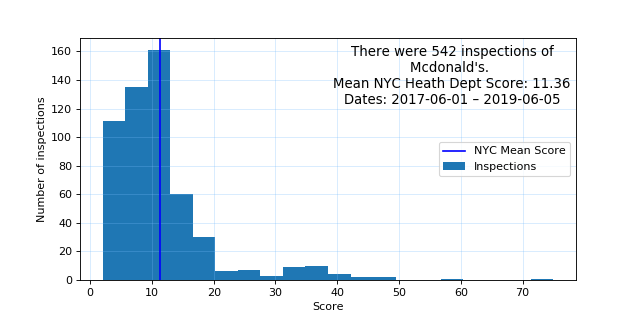 There were 542 inspections of
Mcdonald's.
Mean NYC Heath Dept Score: 11.36
Dates: 2017-06-01 – 2019-06-05
NYC Mean Score
Inspections
Number of inspections
160
140
120
100
80
60
40
20
0
0 10 20 30 40 50 60 70
Score